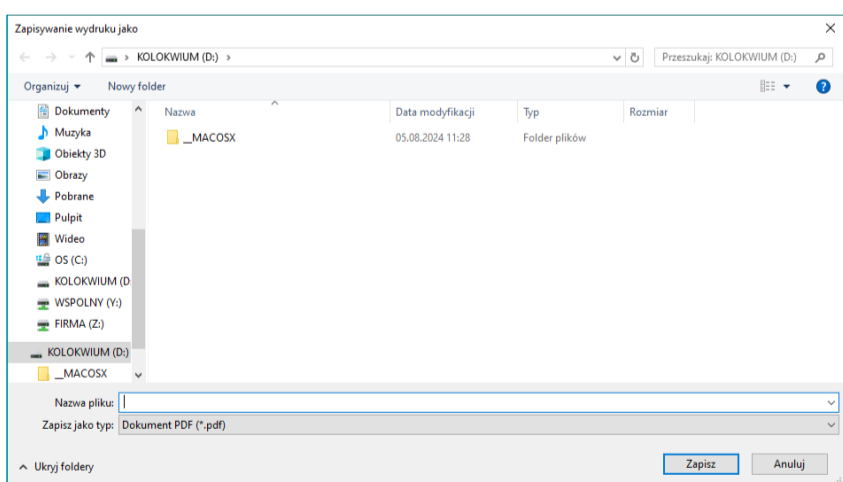 Zapisywanie wydruku jako
KOLOKWIUM (D:)
Przeszukaj: KOLOKWIUM (D:)
Organizuj
Nowy folder
Nazwa
Data modyfikacji
Typ
Rozmiar
__MACOSX
05.08.2024 11:28
Folder plików
Dokumenty
Muzyka
Obiekty 3D
Obrazy
Pobrane
Pulpit
Wideo
OS (C:)
KOLOKWIUM (D
WSPOLNY (Y:)
FIRMA (Z:)
KOLOKWIUM (D:)
__MACOSX
Nazwa pliku:
Zapisz jako typ: Dokument PDF (*.pdf)
Ukryj foldery
Zapisz
Anuluj